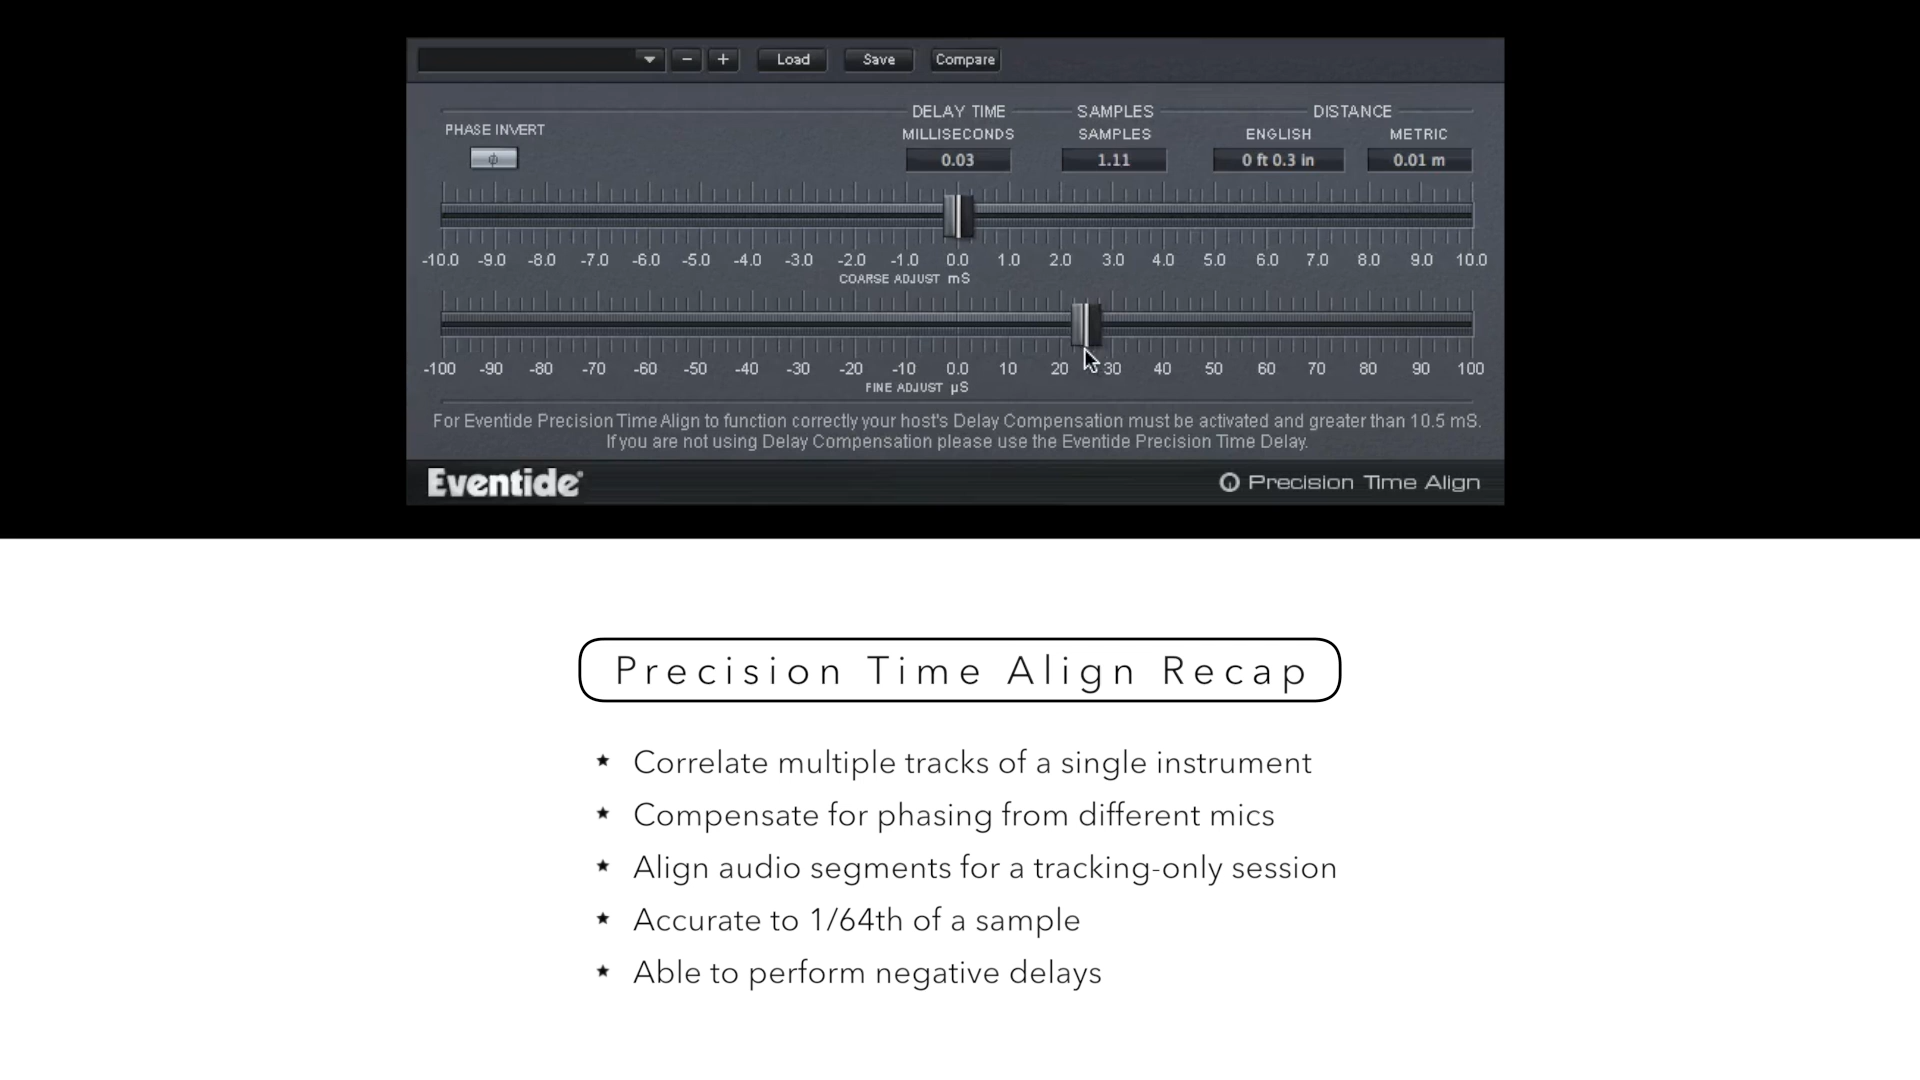 − + Load Save Compare
DELAY TIME SAMPLES DISTANCE
PHASE INVERT MILLISECONDS SAMPLES ENGLISH METRIC
ϕ 0.03 1.11 0 ft 0.3 in 0.01 m
-10.0 -9.0 -8.0 -7.0 -6.0 -5.0 -4.0 -3.0 -2.0 -1.0 0.0 1.0 2.0 3.0 4.0 5.0 6.0 7.0 8.0 9.0 10.0
COARSE ADJUST mS
-100 -90 -80 -70 -60 -50 -40 -30 -20 -10 0.0 10 20 30 40 50 60 70 80 90 100
FINE ADJUST µS
For Eventide Precision Time Align to function correctly your host's Delay Compensation must be activated and greater than 10.5 mS.
If you are not using Delay Compensation please use the Eventide Precision Time Delay.
Eventide® Precision Time Align
Precision Time Align Recap
★ Correlate multiple tracks of a single instrument
★ Compensate for phasing from different mics
★ Align audio segments for a tracking-only session
★ Accurate to 1/64th of a sample
★ Able to perform negative delays